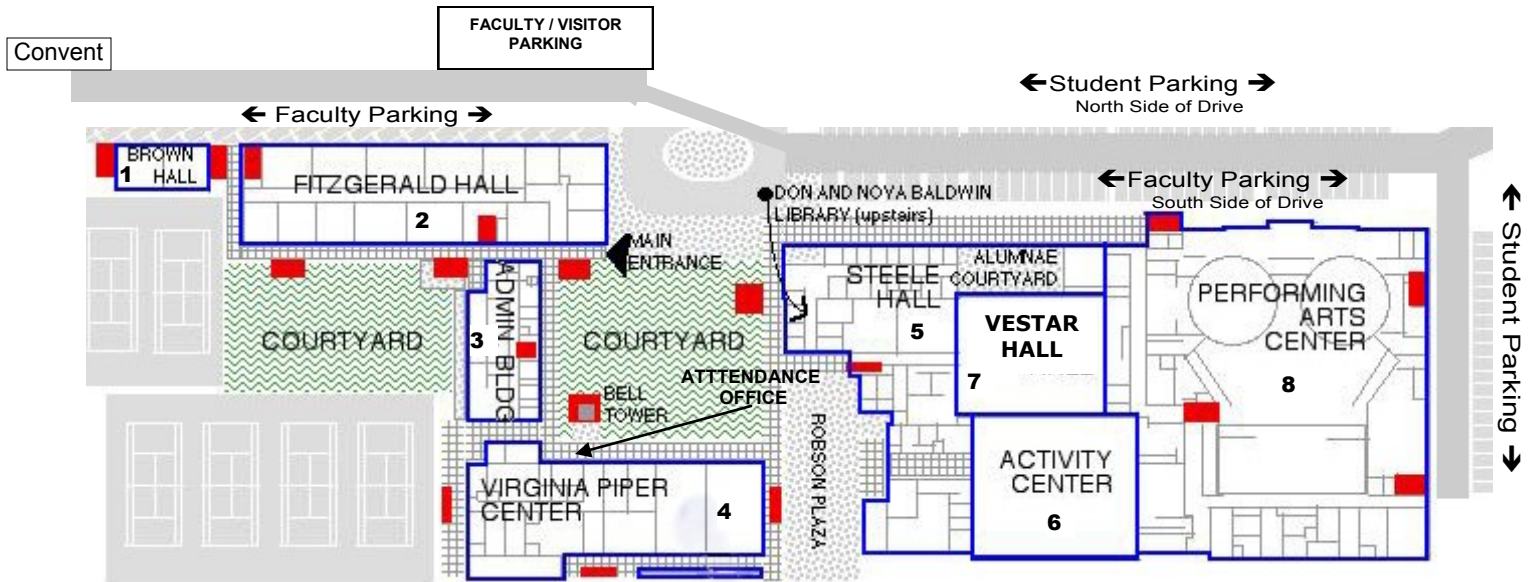 FACULTY / VISITOR
PARKING
Convent
🡨Student Parking 🡪
North Side of Drive
🡨 Faculty Parking 🡪
BROWN
1 HALL
FITZGERALD HALL
2
🡨Faculty Parking 🡪
South Side of Drive
DON AND NOVA BALDWIN
LIBRARY (upstairs)
MAIN
ENTRANCE
🡨 Student Parking 🡪
ADMIN BLDG
3
COURTYARD
COURTYARD
STEELE
HALL
5
ALUMNAE
COURTYARD
VESTAR
HALL
7
PERFORMING
ARTS
CENTER
8
ATTTENDANCE
OFFICE
BELL
TOWER
ROBSON PLAZA
VIRGINIA PIPER
CENTER
4
ACTIVITY
CENTER
6